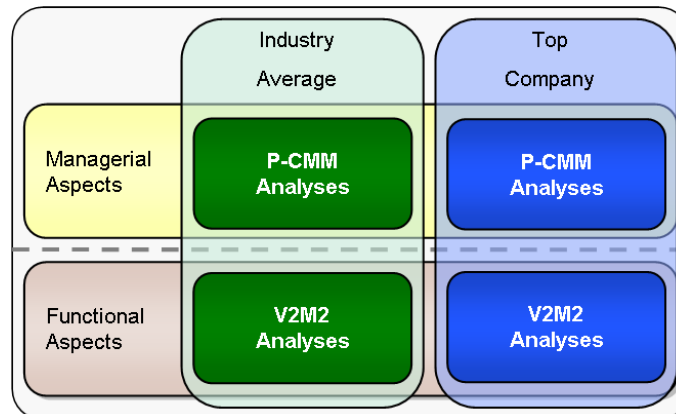 Industry
Average
Top
Company
Managerial
Aspects
P-CMM
Analyses
P-CMM
Analyses
Functional
Aspects
V2M2
Analyses
V2M2
Analyses